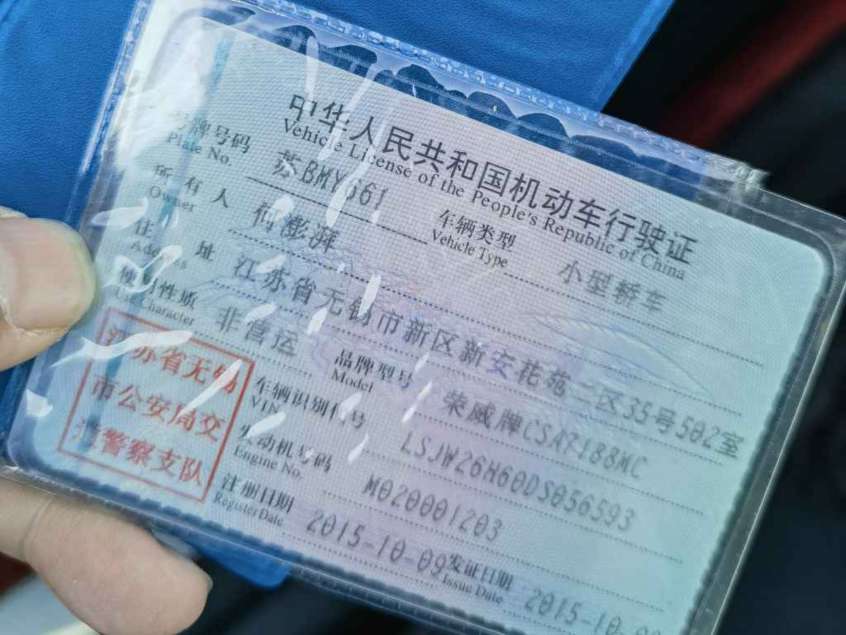 中华人民共和国机动车行驶证
Vehicle License of the People's Republic of China
号牌号码 苏BMY661 车辆类型 小型轿车
Plate No. Vehicle Type
所有人 何澎湃
Owner
住址 江苏省无锡市新区新安花苑二区35号502室
Address
使用性质 非营运 品牌型号 荣威牌CSA7188MC
Use Character Model
江苏省无锡
市公安局交
通警察支队
车辆识别代号 LSJW26H60DS056593
VIN
发动机号码 M020001203
Engine No.
注册日期 2015-10-09 发证日期 2015-10-
Register Date Issue Date